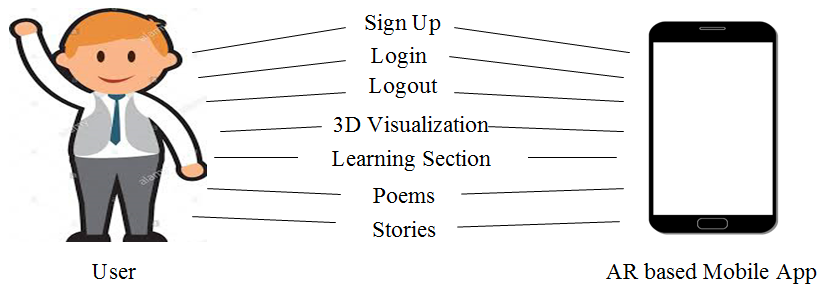 Sign Up
Login
Logout
3D Visualization
Learning Section
Poems
Stories
User
AR based Mobile App